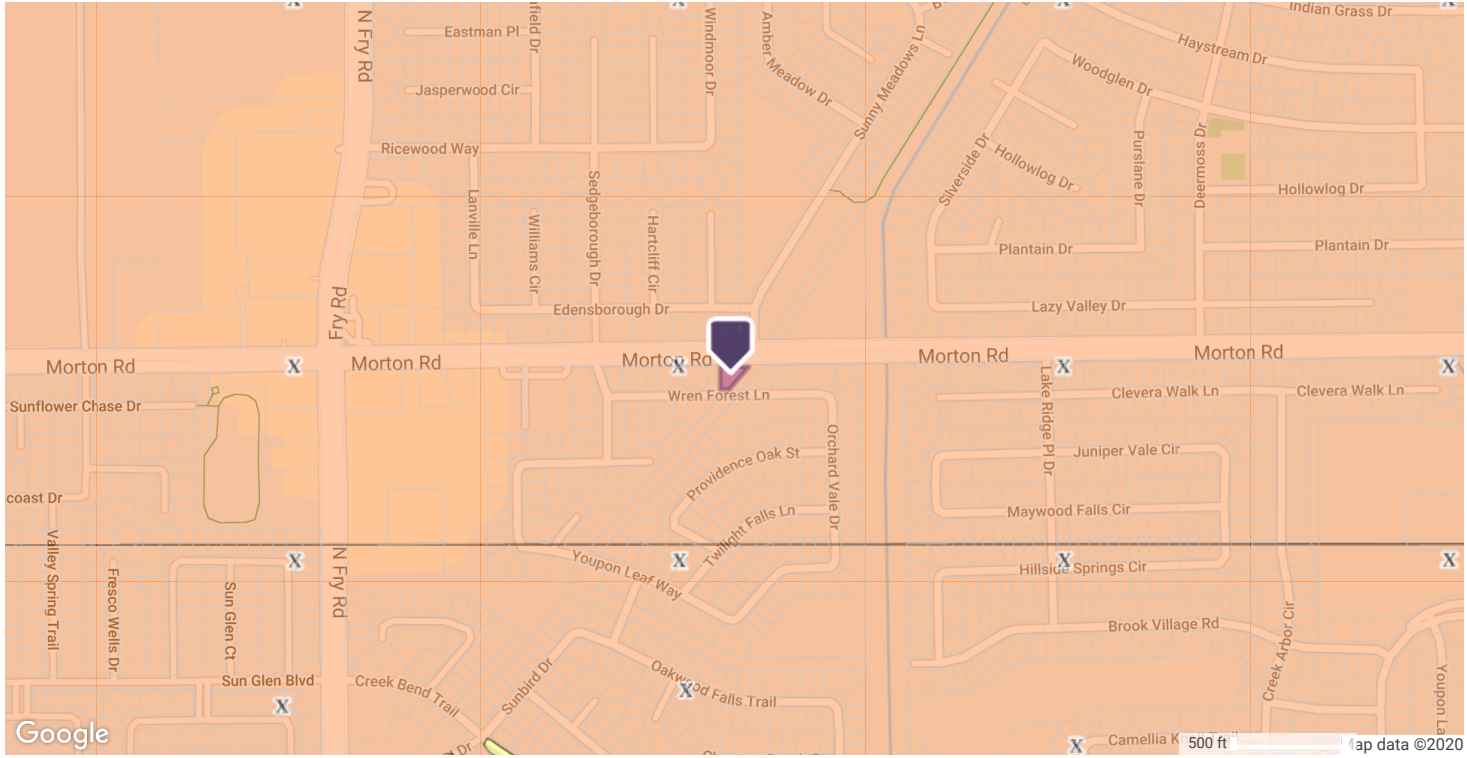 Indian Grass Dr
N Fry Rd
Eastman Pl
field Dr
Windmoor Dr
Amber Meadow Dr
Sunny Meadows Ln
Haystream Dr
Woodglen Dr
Jasperwood Cir
Ricewood Way
Silverside Dr
Hollowlog Dr
Purslane Dr
Deermoss Dr
Hollowlog Dr
Lanville Ln
Sedgeborough Dr
Williams Cir
Hartcliff Cir
Plantain Dr
Plantain Dr
Fry Rd
Edensborough Dr
Lazy Valley Dr
Morton Rd
X
Morton Rd
Morton Rd
X
Morton Rd
X
Morton Rd
X
Sunflower Chase Dr
Wren Forest Ln
Lake Ridge Pl Dr
Clevera Walk Ln
Clevera Walk Ln
Orchard Vale Dr
Providence Oak St
Juniper Vale Cir
coast Dr
Twilight Falls Ln
Maywood Falls Cir
Valley Spring Trail
Fresco Wells Dr
X
Sun Glen Ct
N Fry Rd
Youpon Leaf Way
X
X
X
Hillside Springs Cir
Brook Village Rd
Creek Arbor Cir
Sun Glen Blvd
Creek Bend Trail
Sunbird Dr
Oakwood Falls Trail
X
X
Youpon La
Google
Dr
X
Camellia
500 ft
Map data ©2020